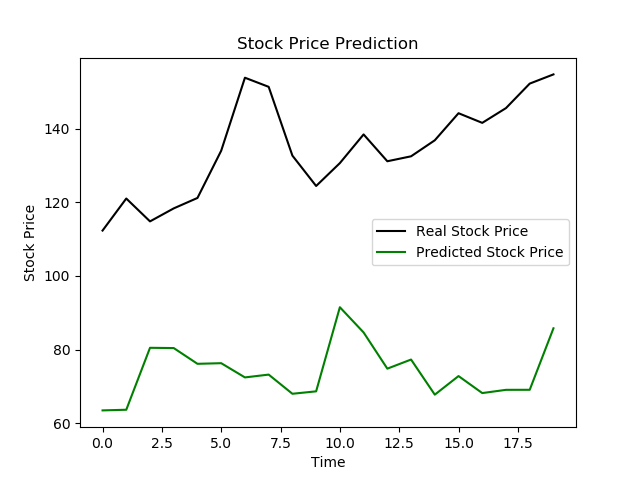 Stock Price Prediction
Stock Price
140
120
100
80
60
Real Stock Price
Predicted Stock Price
0.0 2.5 5.0 7.5 10.0 12.5 15.0 17.5
Time